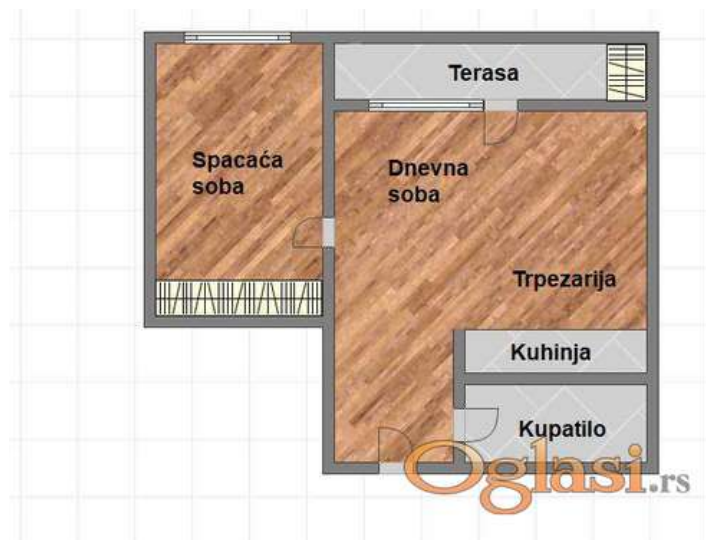 Terasa
Spacaća
soba
Dnevna
soba
Trpezarija
Kuhinja
Kupatilo
Oglasi.rs